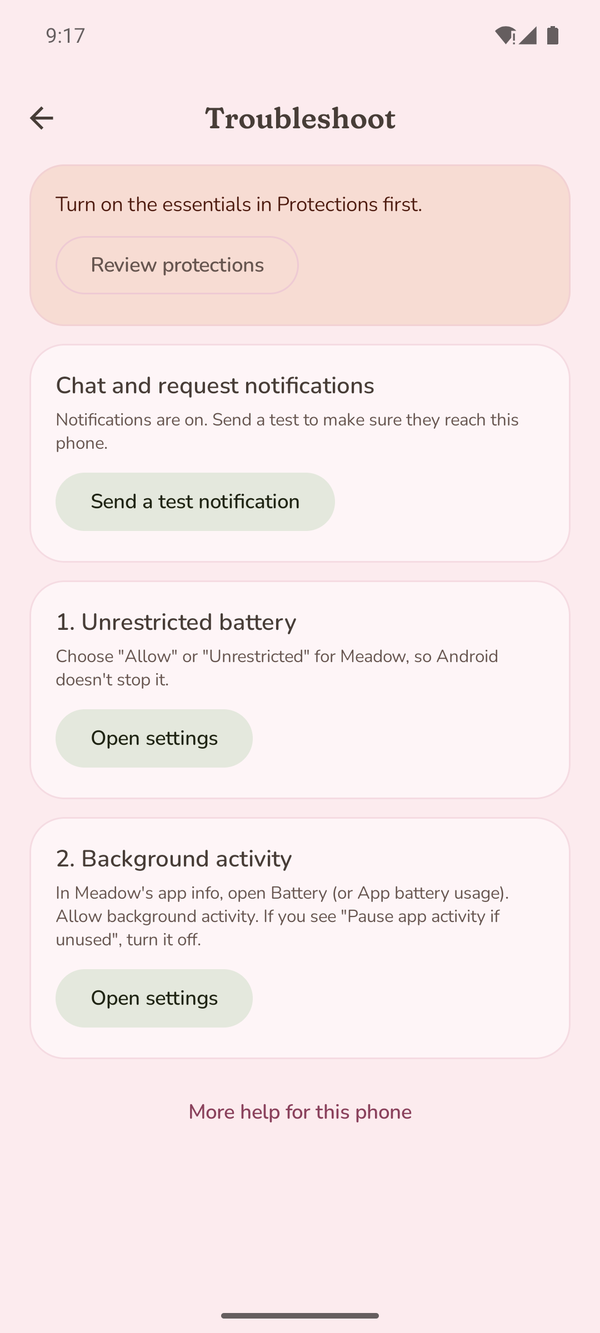 9:17
Troubleshoot
Turn on the essentials in Protections first.
Review protections
Chat and request notifications
Notifications are on. Send a test to make sure they reach this
phone.
Send a test notification
1. Unrestricted battery
Choose "Allow" or "Unrestricted" for Meadow, so Android
doesn't stop it.
Open settings
2. Background activity
In Meadow's app info, open Battery (or App battery usage).
Allow background activity. If you see "Pause app activity if
unused", turn it off.
Open settings
More help for this phone